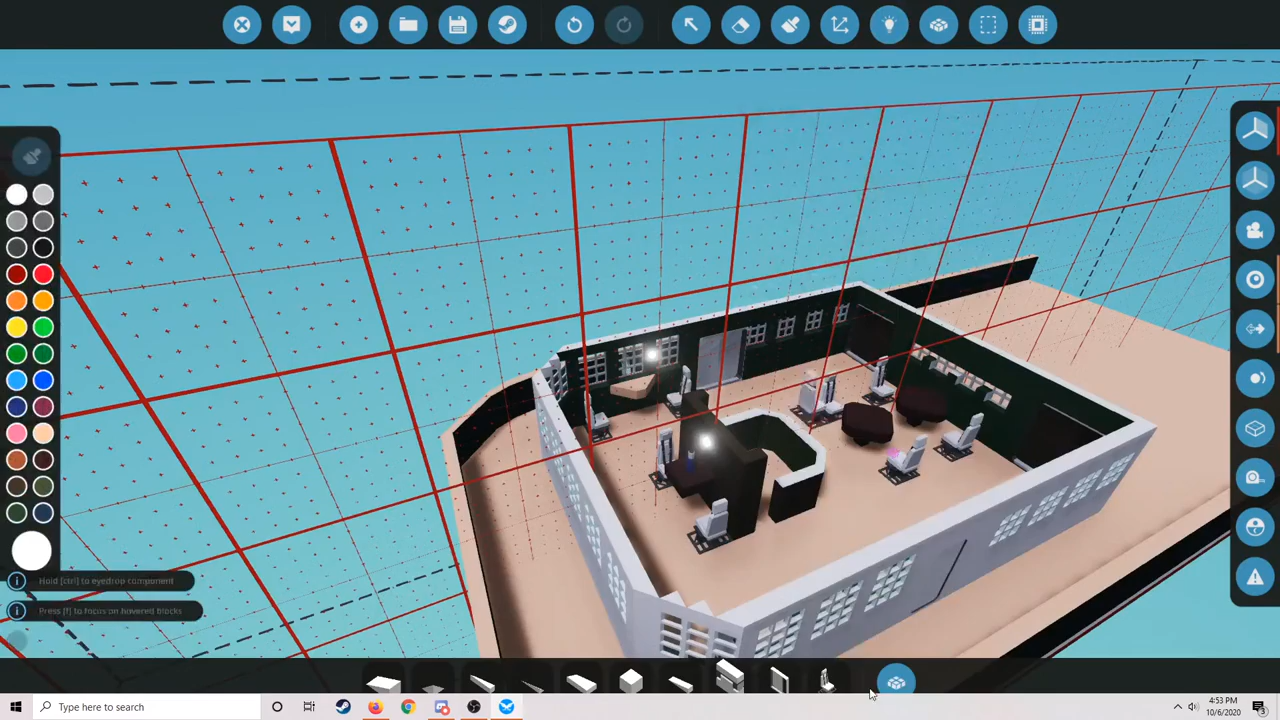 Hold [ctrl] to eyedrop component
Press [f] to focus on hovered blocks
Type here to search
4:53 PM
10/6/2020
3